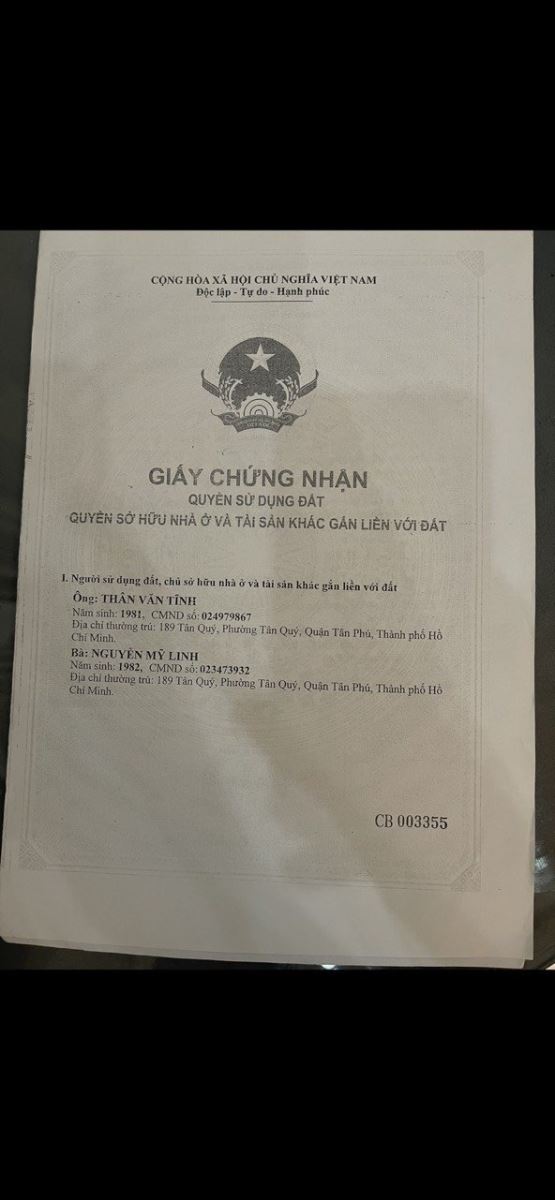 CỘNG HÒA XÃ HỘI CHỦ NGHĨA VIỆT NAM
Độc lập - Tự do - Hạnh phúc
VIỆT NAM
GIẤY CHỨNG NHẬN
QUYỀN SỬ DỤNG ĐẤT
QUYỀN SỞ HỮU NHÀ Ở VÀ TÀI SẢN KHÁC GẮN LIỀN VỚI ĐẤT
I. Người sử dụng đất, chủ sở hữu nhà ở và tài sản khác gắn liền với đất
Ông: THÂN VĂN TĨNH
Năm sinh: 1981, CMND số: 024979867
Địa chỉ thường trú: 189 Tân Quý, Phường Tân Quý, Quận Tân Phú, Thành phố Hồ
Chí Minh.
Bà: NGUYỄN MỸ LINH
Năm sinh: 1982, CMND số: 023473932
Địa chỉ thường trú: 189 Tân Quý, Phường Tân Quý, Quận Tân Phú, Thành phố Hồ
Chí Minh.
CB 003355